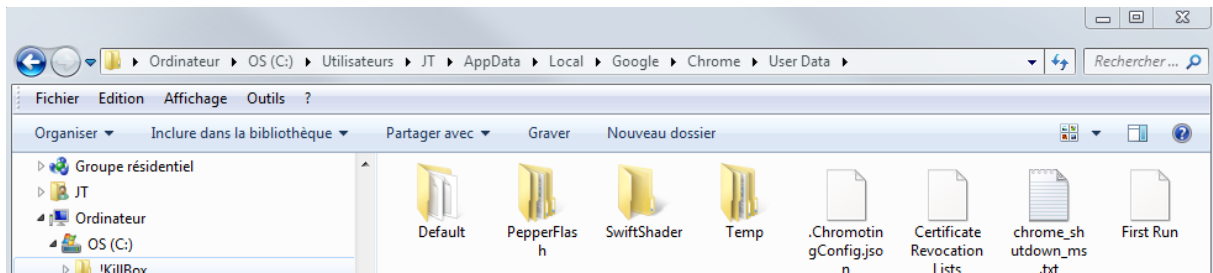 Ordinateur ▸ OS (C:) ▸ Utilisateurs ▸ JT ▸ AppData ▸ Local ▸ Google ▸ Chrome ▸ User Data ▸
Rechercher ...
Fichier Edition Affichage Outils ?
Organiser Inclure dans la bibliothèque Partager avec Graver Nouveau dossier
Groupe résidentiel
JT
Ordinateur
OS (C:)
!KillBox
Default
PepperFlas
h
SwiftShader
Temp
.Chromotin
gConfig.jso
n
Certificate
Revocation
Lists
chrome_sh
utdown_ms
.txt
First Run